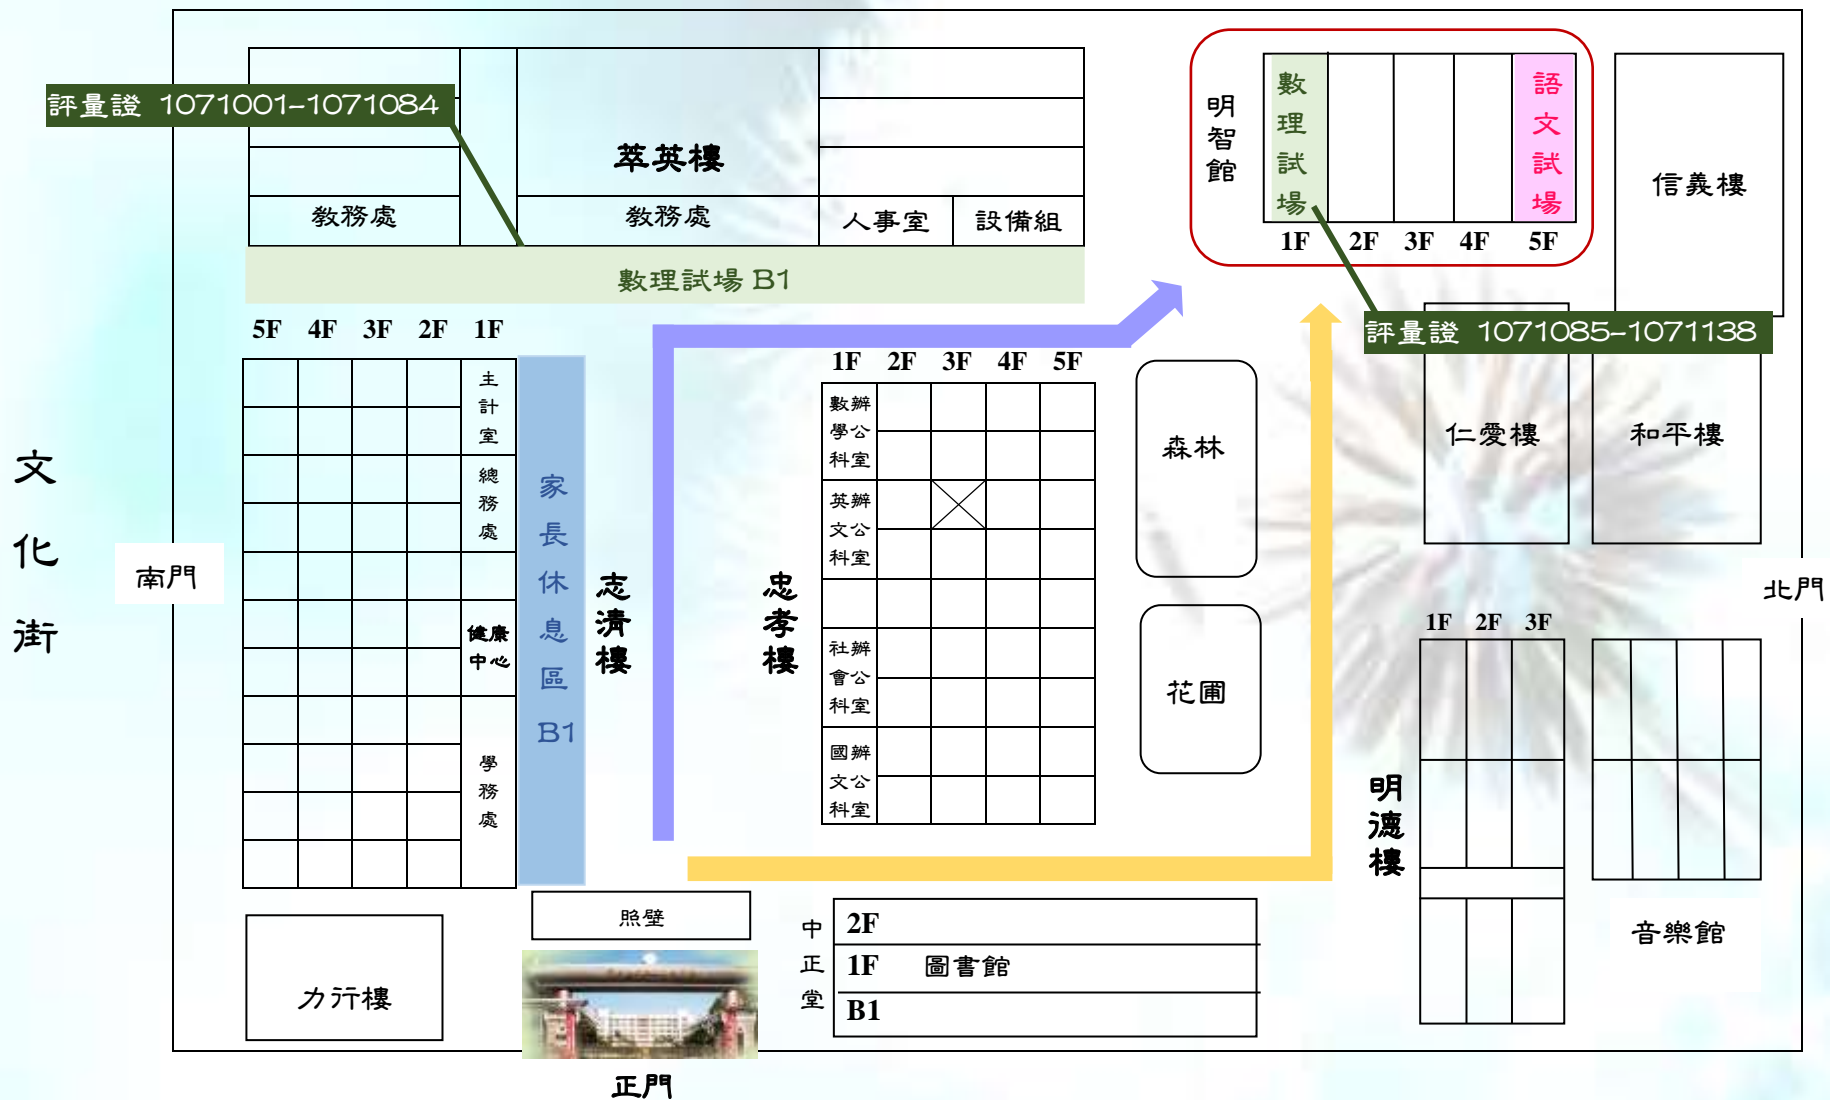 評量證 1071001-1071084
萃英樓
教務處
教務處
人事室
設備組
數理試場 B1
明智館
數理試場
語文試場
1F 2F 3F 4F 5F
信義樓
評量證 1071085-1071138
5F 4F 3F 2F 1F
主計室
總務處
健康
中心
學務處
家長休息區 B1
志清樓
忠孝樓
1F 2F 3F 4F 5F
數學科
辦公室
英文科
辦公室
社會科
辦公室
國文科
辦公室
森林
花圃
仁愛樓
和平樓
文化街
南門
北門
1F 2F 3F
明德樓
音樂館
照壁
力行樓
中正堂
2F
1F 圖書館
B1
正門